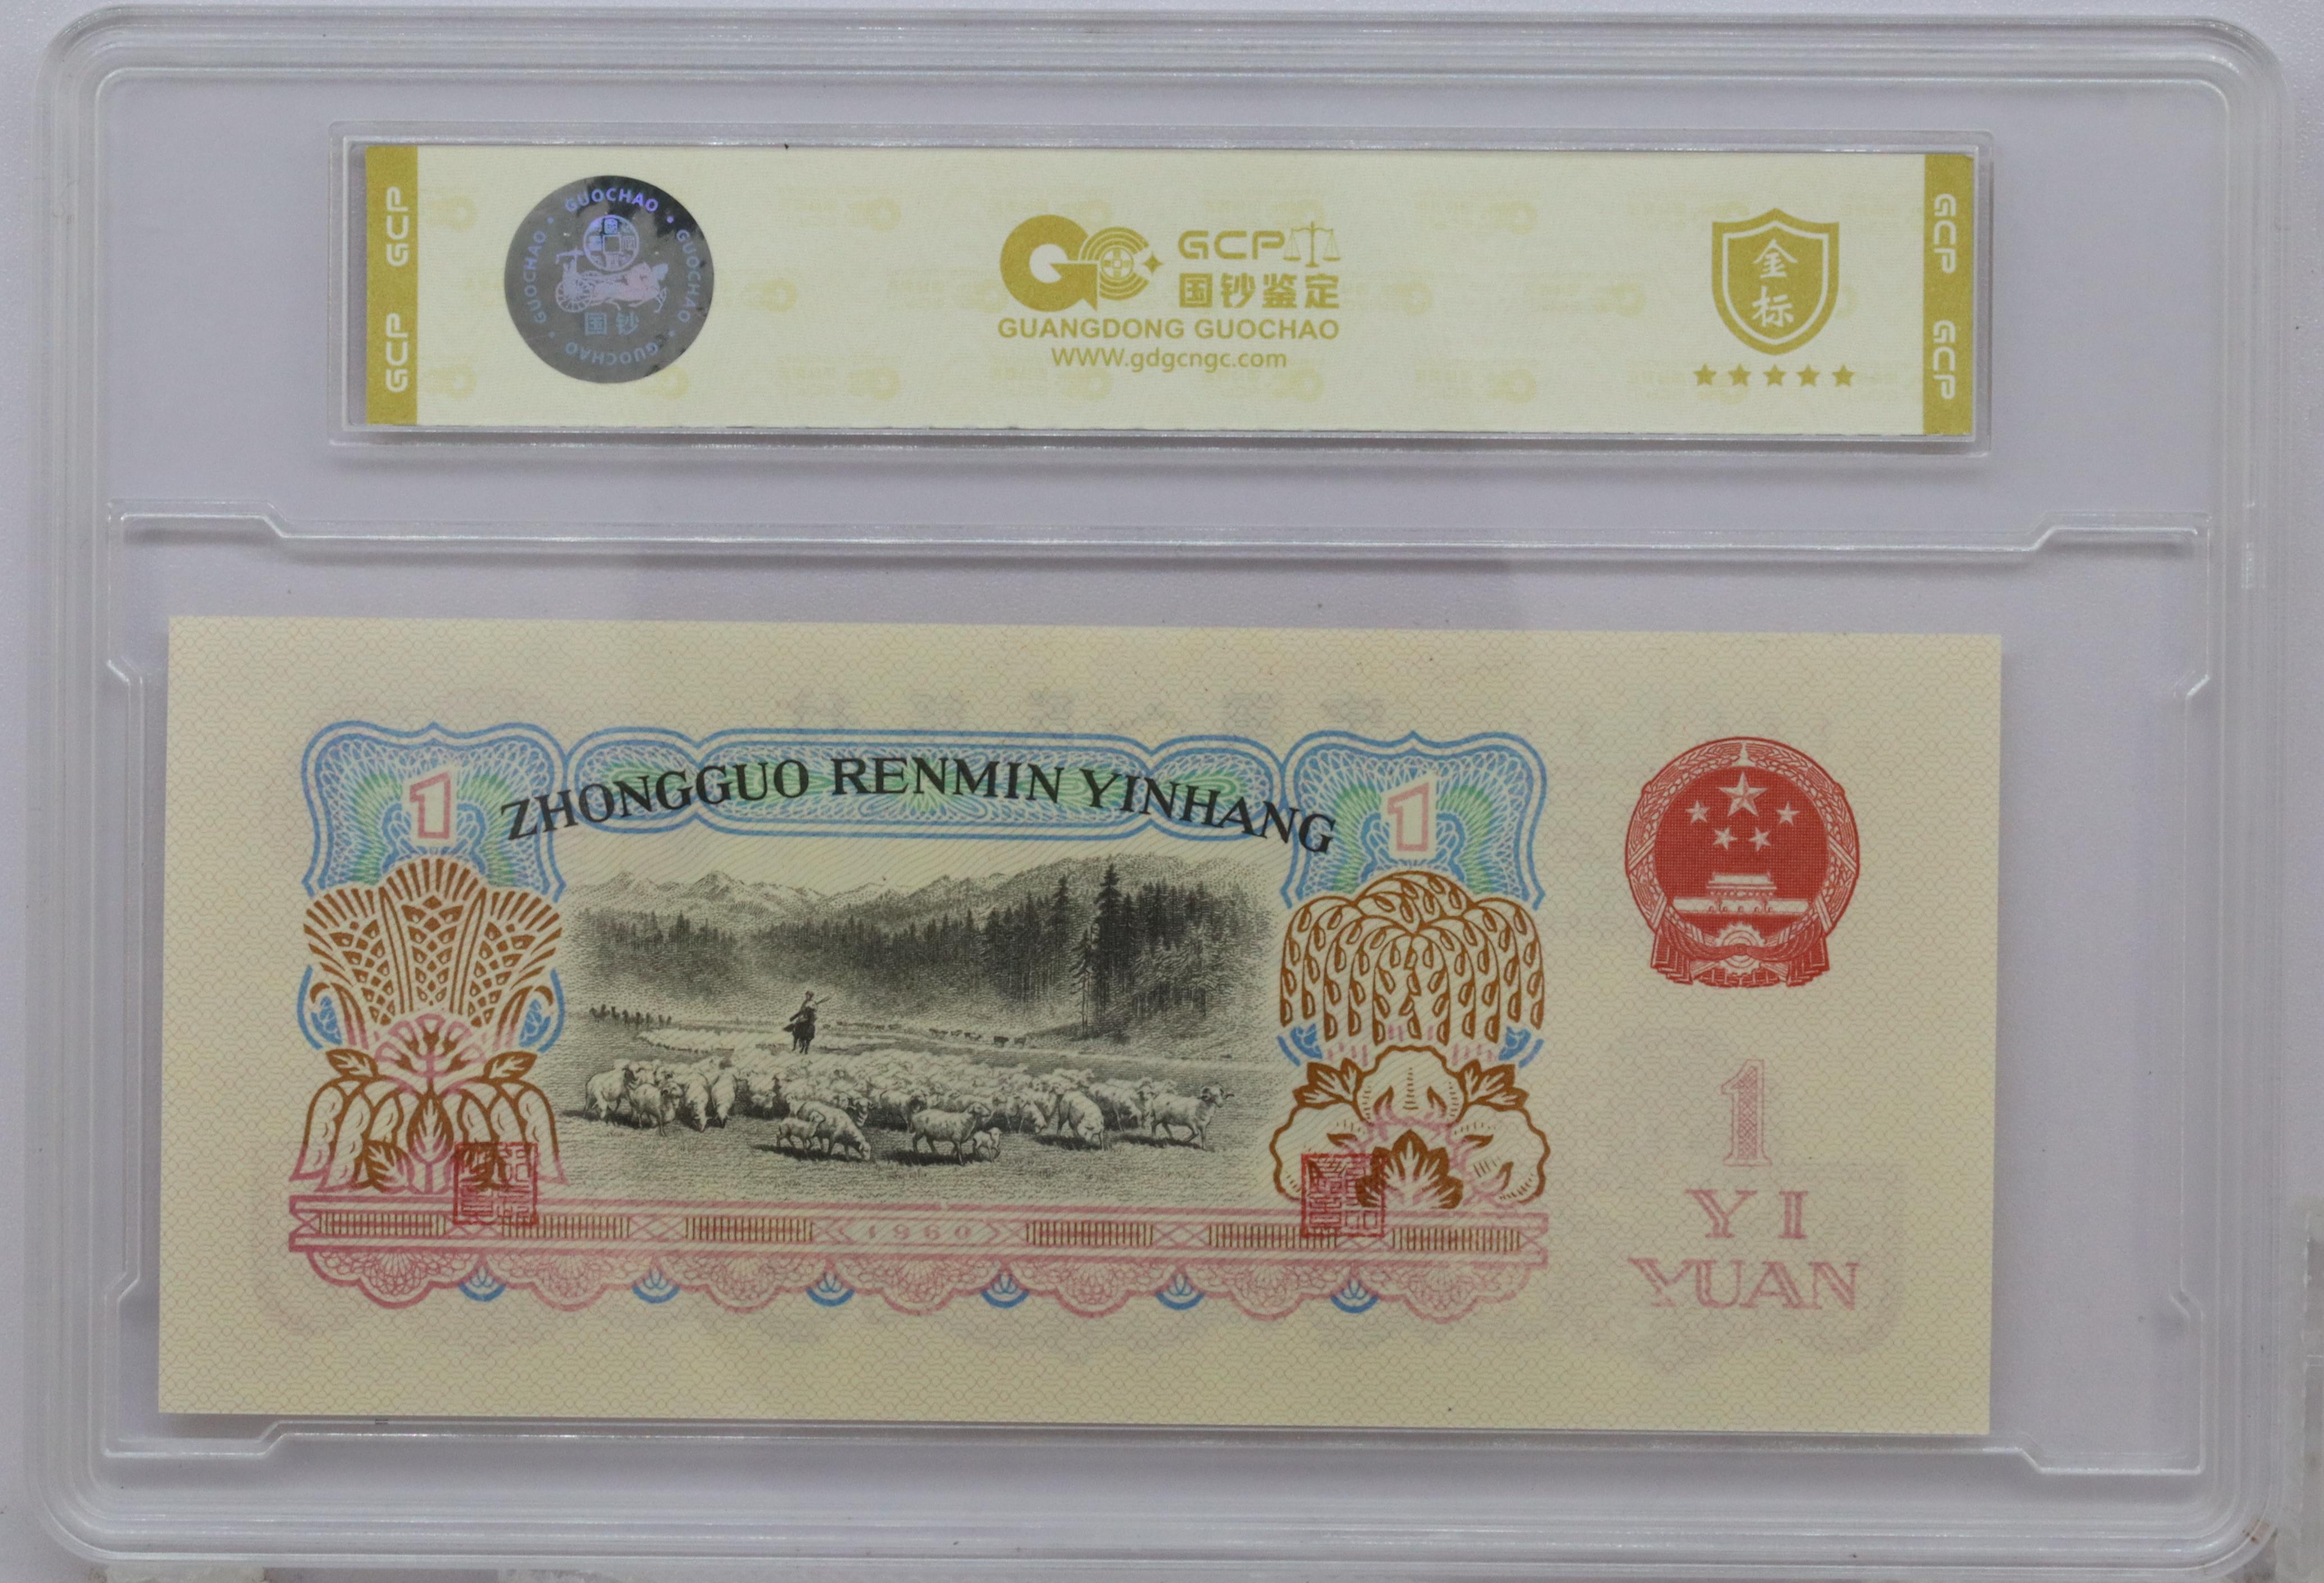 GCP
GCP
GUOCHAO · GUOCHAO · GUOCHAO · GUOCHAO
国钞
GCP
国钞鉴定
GUANGDONG GUOCHAO
WWW.gdgcngc.com
金
标
GCP
GCP
ZHONGGUO RENMIN YINHANG
1
1
1960
1
YI
YUAN